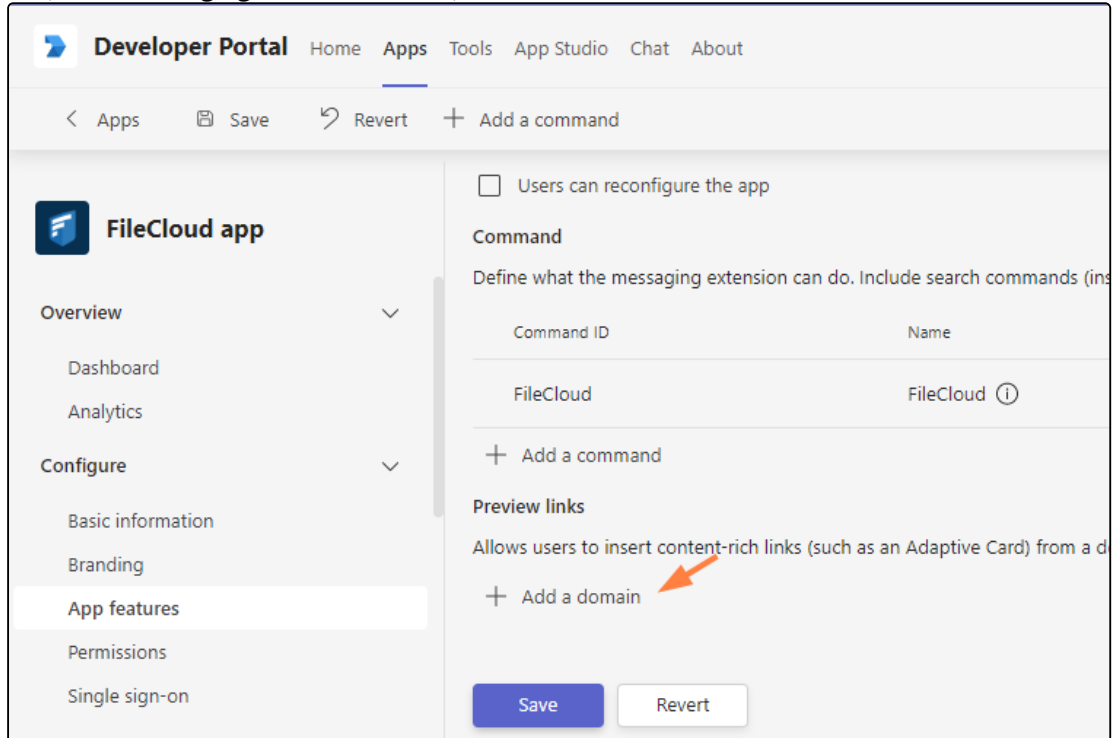 Developer Portal Home Apps Tools App Studio Chat About
Apps Save Revert Add a command
FileCloud app
Overview
Dashboard
Analytics
Configure
Basic information
Branding
App features
Permissions
Single sign-on
Users can reconfigure the app
Command
Define what the messaging extension can do. Include search commands (ins
Command ID Name
FileCloud FileCloud
Add a command
Preview links
Allows users to insert content-rich links (such as an Adaptive Card) from a d
Add a domain
Save Revert